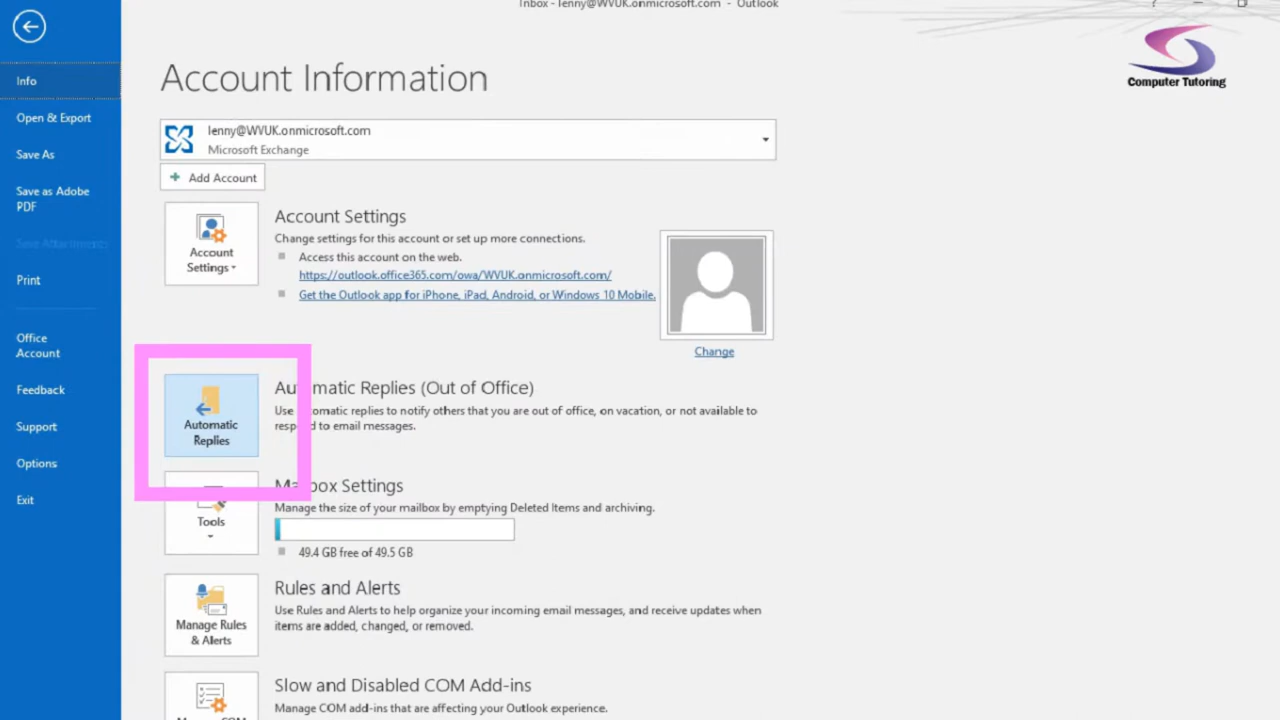 Inbox - lenny@WVUK.onmicrosoft.com - Outlook
?
Computer Tutoring
Info
Open & Export
Save As
Save as Adobe
PDF
Save Attachments
Print
Office
Account
Feedback
Support
Options
Exit
Account Information
lenny@WVUK.onmicrosoft.com
Microsoft Exchange
Add Account
Account
Settings
Account Settings
Change settings for this account or set up more connections.
Access this account on the web.
https://outlook.office365.com/owa/WVUK.onmicrosoft.com/
Get the Outlook app for iPhone, iPad, Android, or Windows 10 Mobile.
Change
Automatic
Replies
Automatic Replies (Out of Office)
Use automatic replies to notify others that you are out of office, on vacation, or not available to
respond to email messages.
Tools
Mailbox Settings
Manage the size of your mailbox by emptying Deleted Items and archiving.
49.4 GB free of 49.5 GB
Manage Rules
& Alerts
Rules and Alerts
Use Rules and Alerts to help organize your incoming email messages, and receive updates when
items are added, changed, or removed.
Manage COM
Slow and Disabled COM Add-ins
Manage COM add-ins that are affecting your Outlook experience.